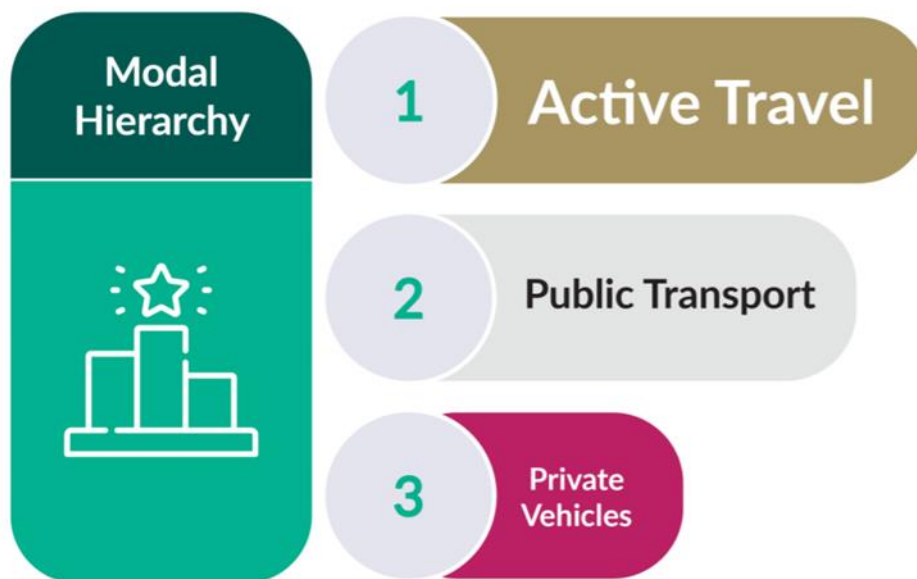 Modal
Hierarchy
1
Active Travel
2
Public Transport
3
Private
Vehicles